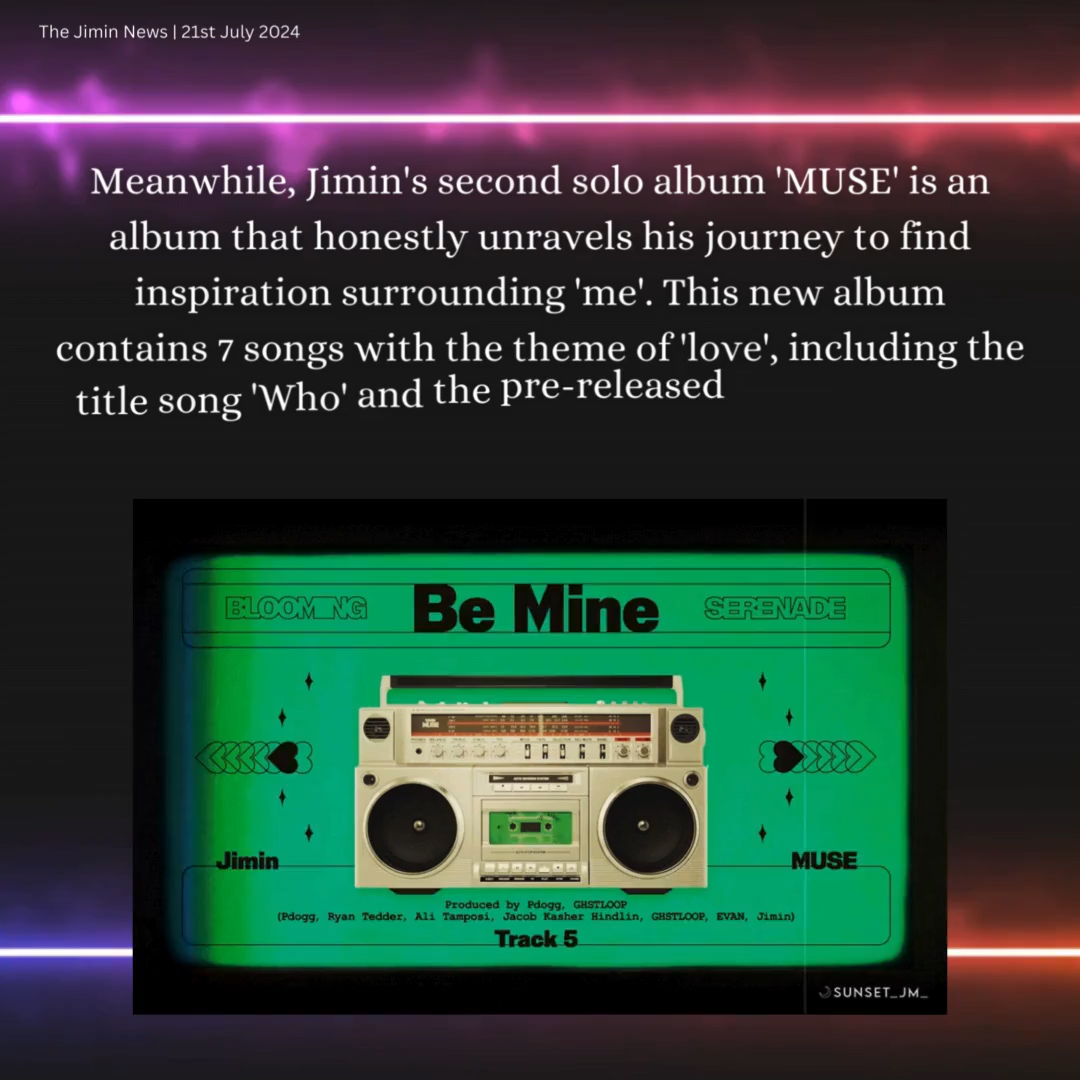 The Jimin News | 21st July 2024
Meanwhile, Jimin's second solo album 'MUSE' is an
album that honestly unravels his journey to find
inspiration surrounding 'me'. This new album
contains 7 songs with the theme of 'love', including the
title song 'Who' and the pre-released
BLOOMING Be Mine SERENADE
MUSE
Jimin MUSE
Produced by Pdogg, GHSTLOOP
(Pdogg, Ryan Tedder, Ali Tamposi, Jacob Kasher Hindlin, GHSTLOOP, EVAN, Jimin)
Track 5
SUNSET_JM_